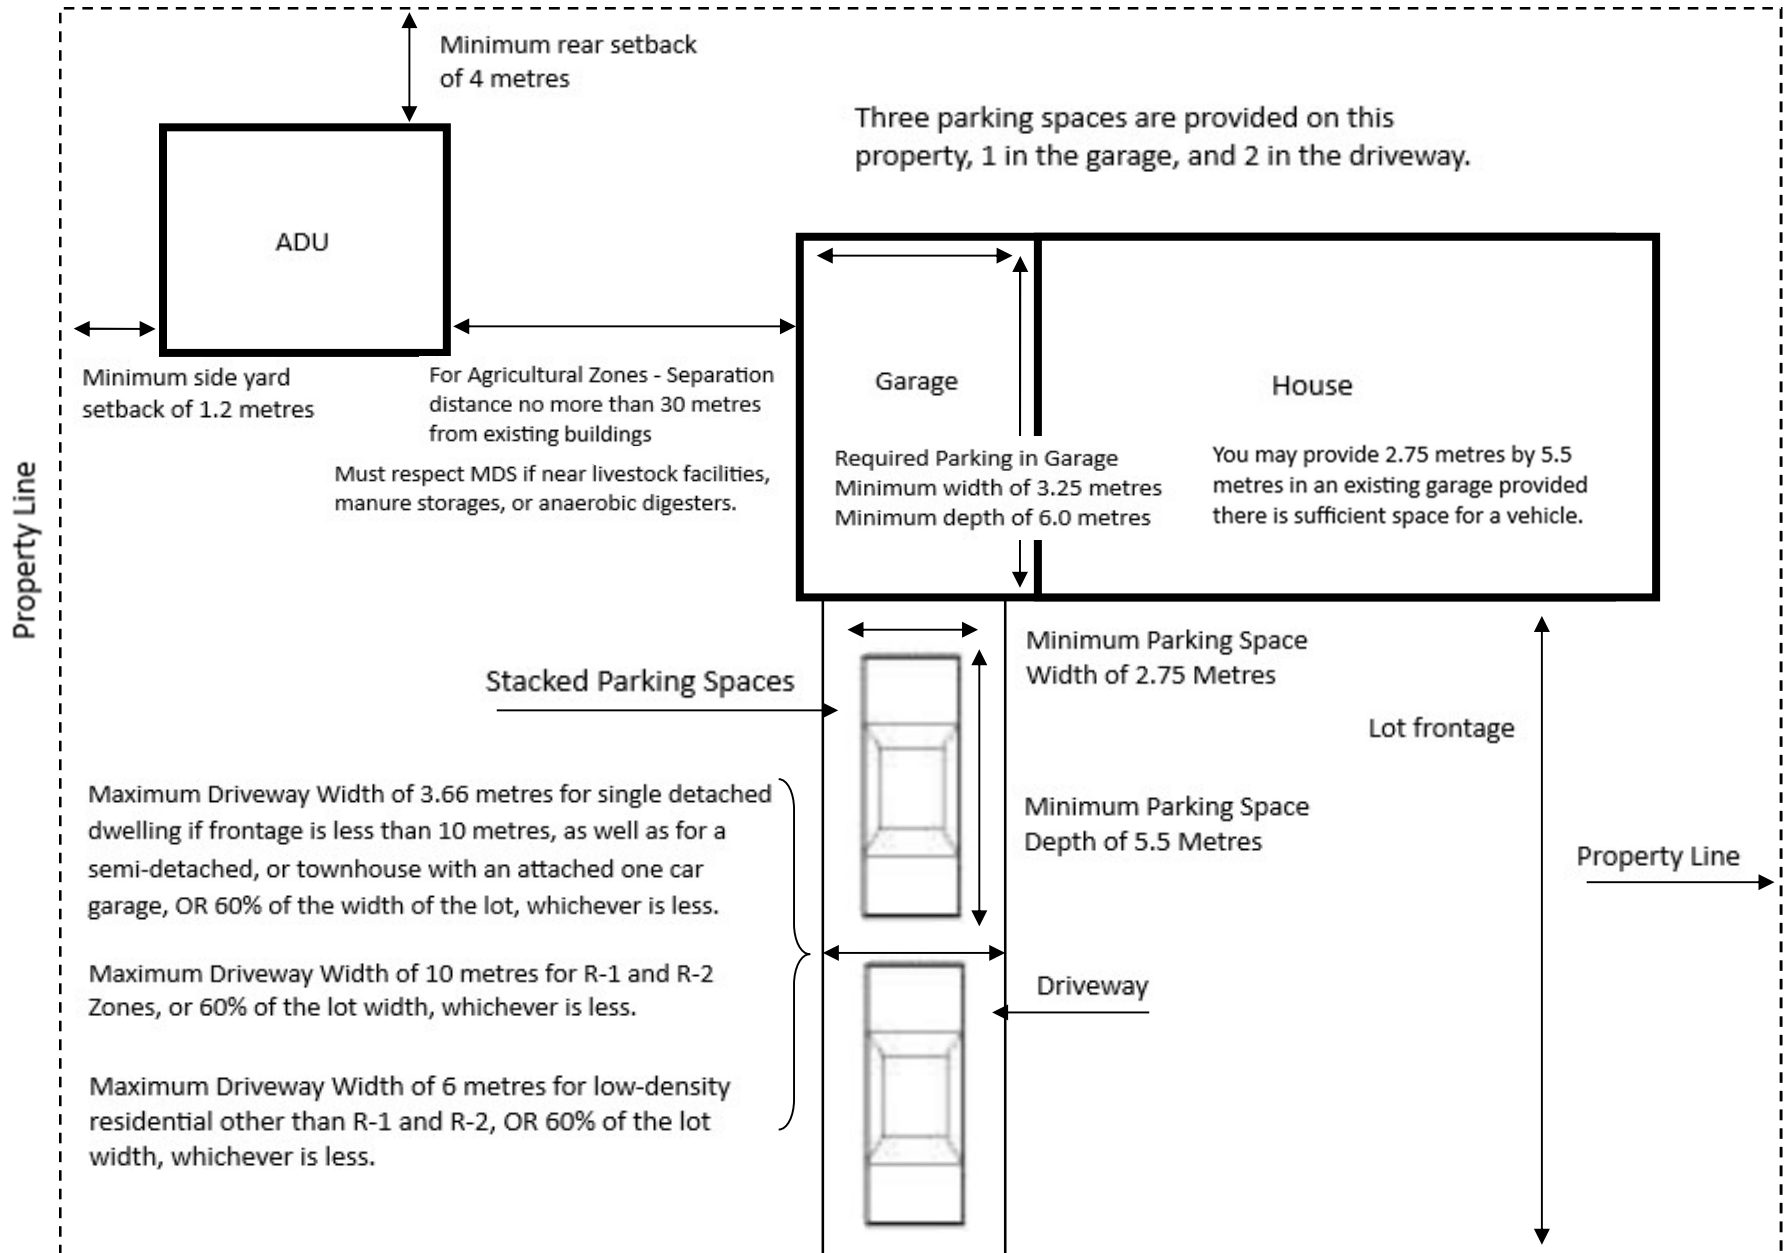 Minimum rear setback
of 4 metres
Three parking spaces are provided on this
property, 1 in the garage, and 2 in the driveway.
ADU
Minimum side yard
setback of 1.2 metres
For Agricultural Zones - Separation
distance no more than 30 metres
from existing buildings
Must respect MDS if near livestock facilities,
manure storages, or anaerobic digesters.
Garage
Required Parking in Garage
Minimum width of 3.25 metres
Minimum depth of 6.0 metres
House
You may provide 2.75 metres by 5.5
metres in an existing garage provided
there is sufficient space for a vehicle.
Property Line
Stacked Parking Spaces
Minimum Parking Space
Width of 2.75 Metres
Lot frontage
Maximum Driveway Width of 3.66 metres for single detached
dwelling if frontage is less than 10 metres, as well as for a
semi-detached, or townhouse with an attached one car
garage, OR 60% of the width of the lot, whichever is less.
Minimum Parking Space
Depth of 5.5 Metres
Property Line
Maximum Driveway Width of 10 metres for R-1 and R-2
Zones, or 60% of the lot width, whichever is less.
Driveway
Maximum Driveway Width of 6 metres for low-density
residential other than R-1 and R-2, OR 60% of the lot
width, whichever is less.